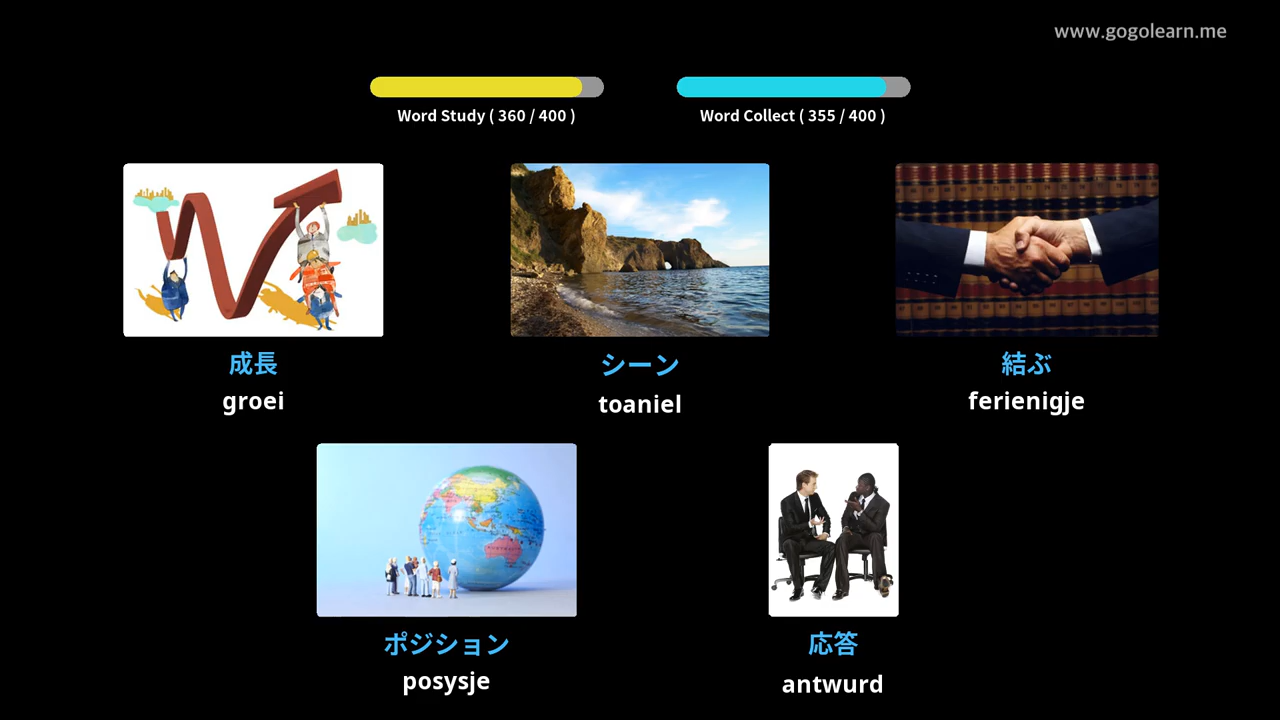 www.gogolearn.me
Word Study ( 360 / 400 )
Word Collect ( 355 / 400 )
成長
groei
シーン
toaniel
結ぶ
ferienigje
ポジション
posysje
応答
antwurd